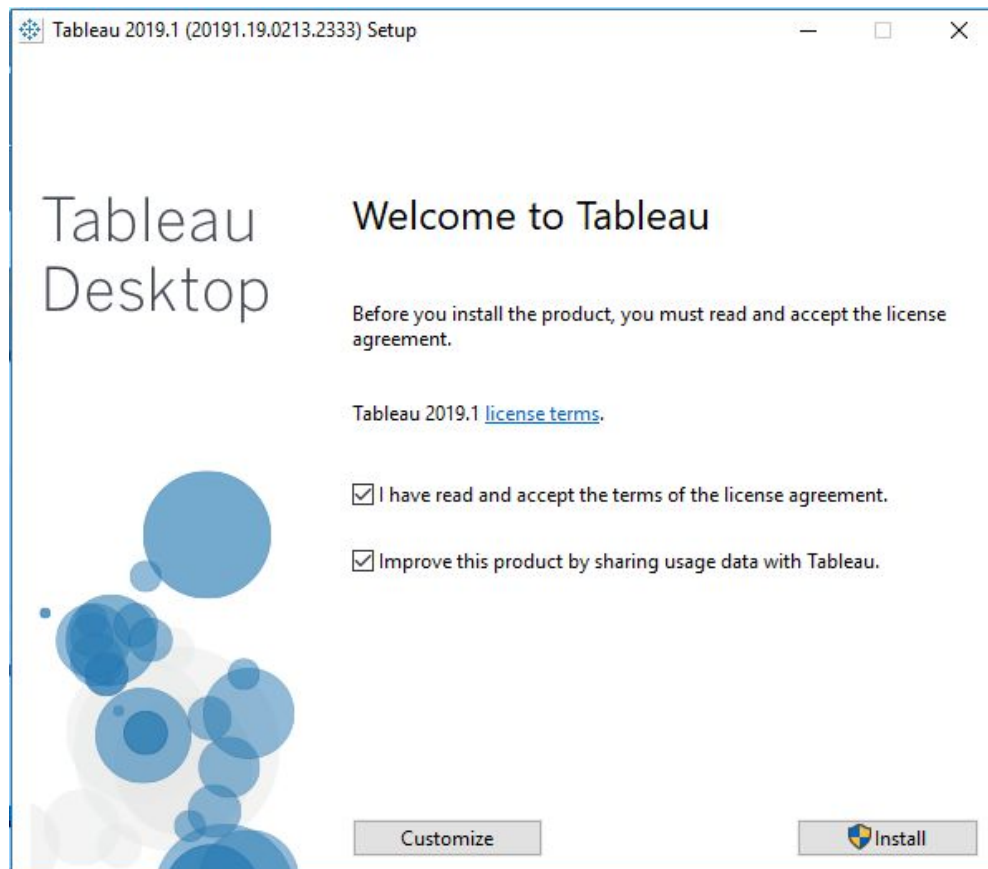 Tableau 2019.1 (20191.19.0213.2333) Setup
Tableau
Desktop
Welcome to Tableau
Before you install the product, you must read and accept the license
agreement.
Tableau 2019.1 license terms.
I have read and accept the terms of the license agreement.
Improve this product by sharing usage data with Tableau.
Customize
Install